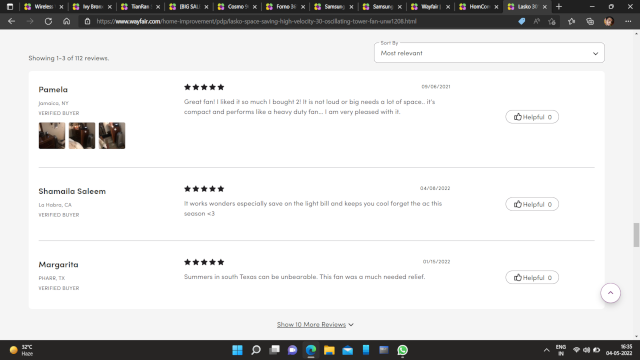 Wireless
Ivy Bron
TianFan
(BIG SAL
Cosmo 5
Forno 3
Samsung
Samsung
Wayfair
HomCom
Lasko 30
https://www.wayfair.com/home-improvement/pdp/lasko-space-saving-high-velocity-30-oscillating-tower-fan-unwi1208.html
Showing 1-3 of 112 reviews.
Sort By
Most relevant
Pamela
Jamaica, NY
VERIFIED BUYER
09/06/2021
Great fan! I liked it so much I bought 2! It is not loud or big needs a lot of space.. it's
compact and performs like a heavy duty fan... I am very pleased with it.
Helpful 0
Shamaila Saleem
La Habra, CA
VERIFIED BUYER
04/08/2022
It works wonders especially save on the light bill and keeps you cool forget the ac this
season <3
Helpful 0
Margarita
PHARR, TX
VERIFIED BUYER
01/15/2022
Summers in south Texas can be unbearable. This fan was a much needed relief.
Helpful 0
Show 10 More Reviews
32°C
Haze
ENG
IN
16:35
04-05-2022